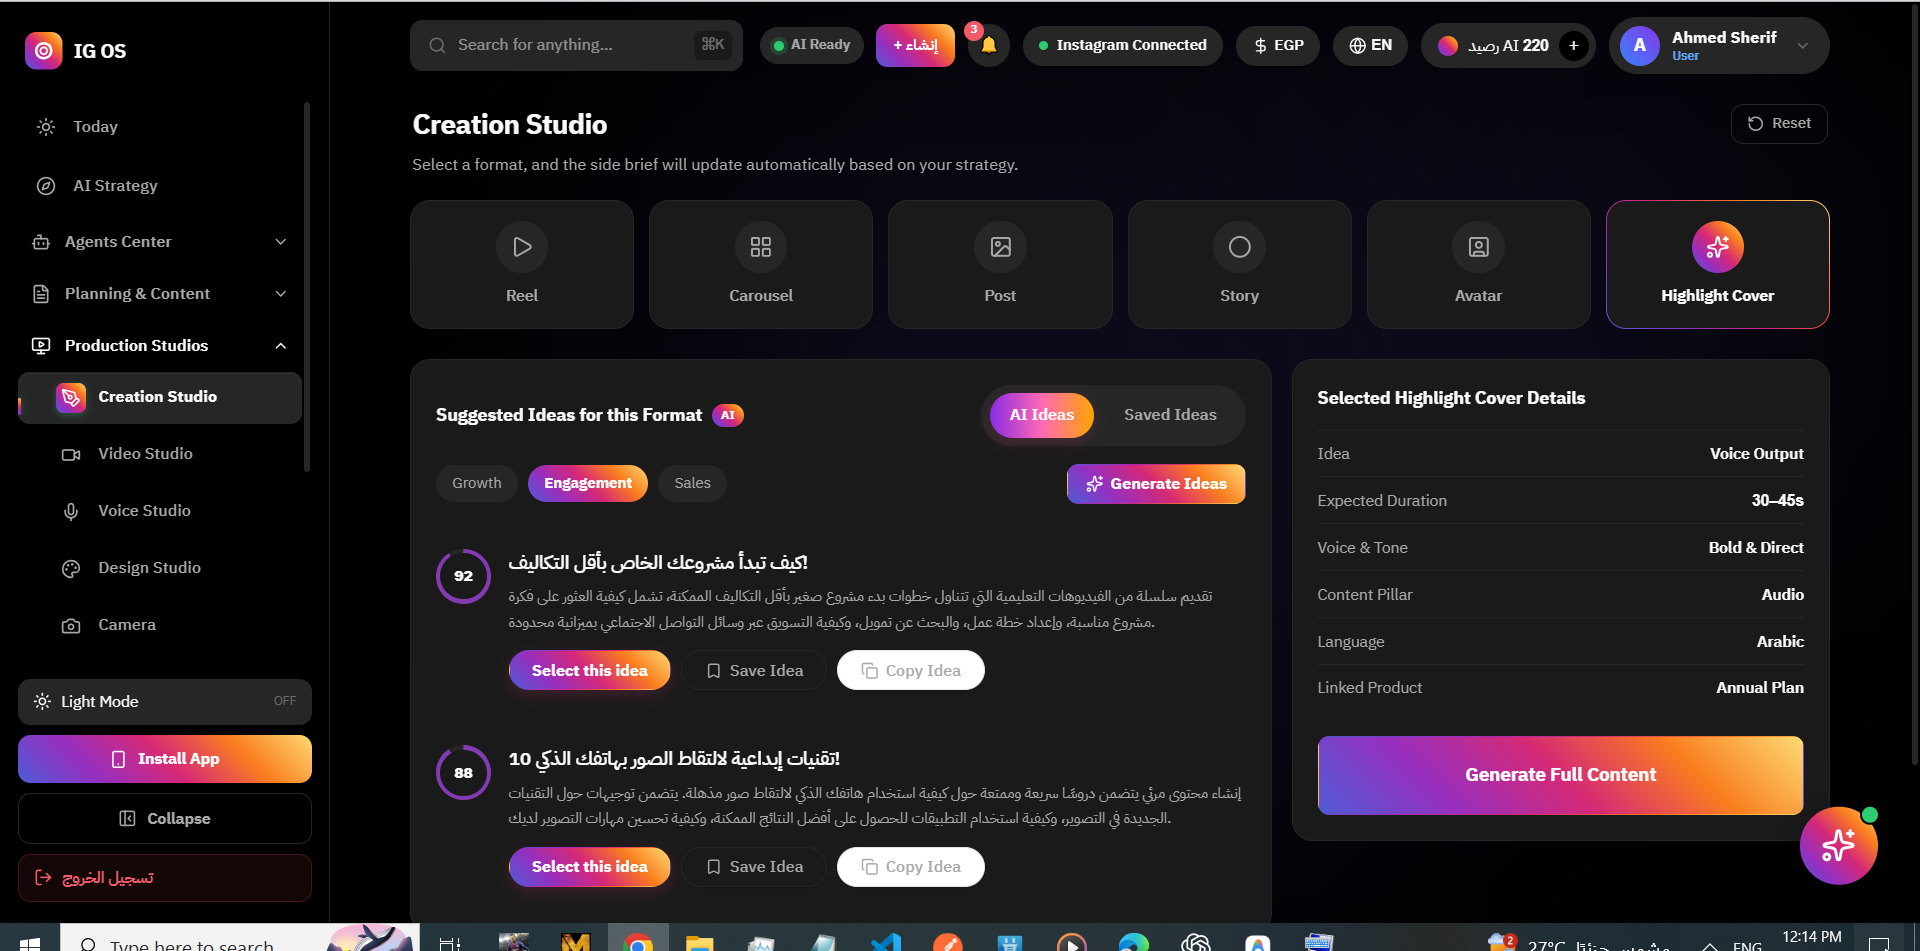 IG OS
Search for anything...
⌘K
AI Ready
+ إنشاء
3
Instagram Connected
$ EGP
EN
220 AI رصيد
+
A
Ahmed Sherif
User
Today
AI Strategy
Agents Center
Planning & Content
Production Studios
Creation Studio
Video Studio
Voice Studio
Design Studio
Camera
Light Mode
OFF
Install App
Collapse
تسجيل الخروج
Creation Studio
Reset
Select a format, and the side brief will update automatically based on your strategy.
Reel
Carousel
Post
Story
Avatar
Highlight Cover
Suggested Ideas for this Format
AI
AI Ideas
Saved Ideas
Growth
Engagement
Sales
Generate Ideas
92
كيف تبدأ مشروعك الخاص بأقل التكاليف!
تقديم سلسلة من الفيديوهات التعليمية التي تتناول خطوات بدء مشروع صغير بأقل التكاليف الممكنة، تشمل كيفية العثور على فكرة
مشروع مناسبة، وإعداد خطة عمل، والبحث عن تمويل، وكيفية التسويق عبر وسائل التواصل الاجتماعي بميزانية محدودة.
Select this idea
Save Idea
Copy Idea
88
10 تقنيات إبداعية لالتقاط الصور بهاتفك الذكي!
إنشاء محتوى مرئي يتضمن دروسًا سريعة وممتعة حول كيفية استخدام هاتفك الذكي لالتقاط صور مذهلة. يتضمن توجيهات حول التقنيات
الجديدة في التصوير، وكيفية استخدام التطبيقات للحصول على أفضل النتائج الممكنة، وكيفية تحسين مهارات التصوير لديك.
Select this idea
Save Idea
Copy Idea
Selected Highlight Cover Details
Idea
Voice Output
Expected Duration
30–45s
Voice & Tone
Bold & Direct
Content Pillar
Audio
Language
Arabic
Linked Product
Annual Plan
Generate Full Content
Type here to search
2
27°C
مشمس جزئيًا
ENG
12:14 PM